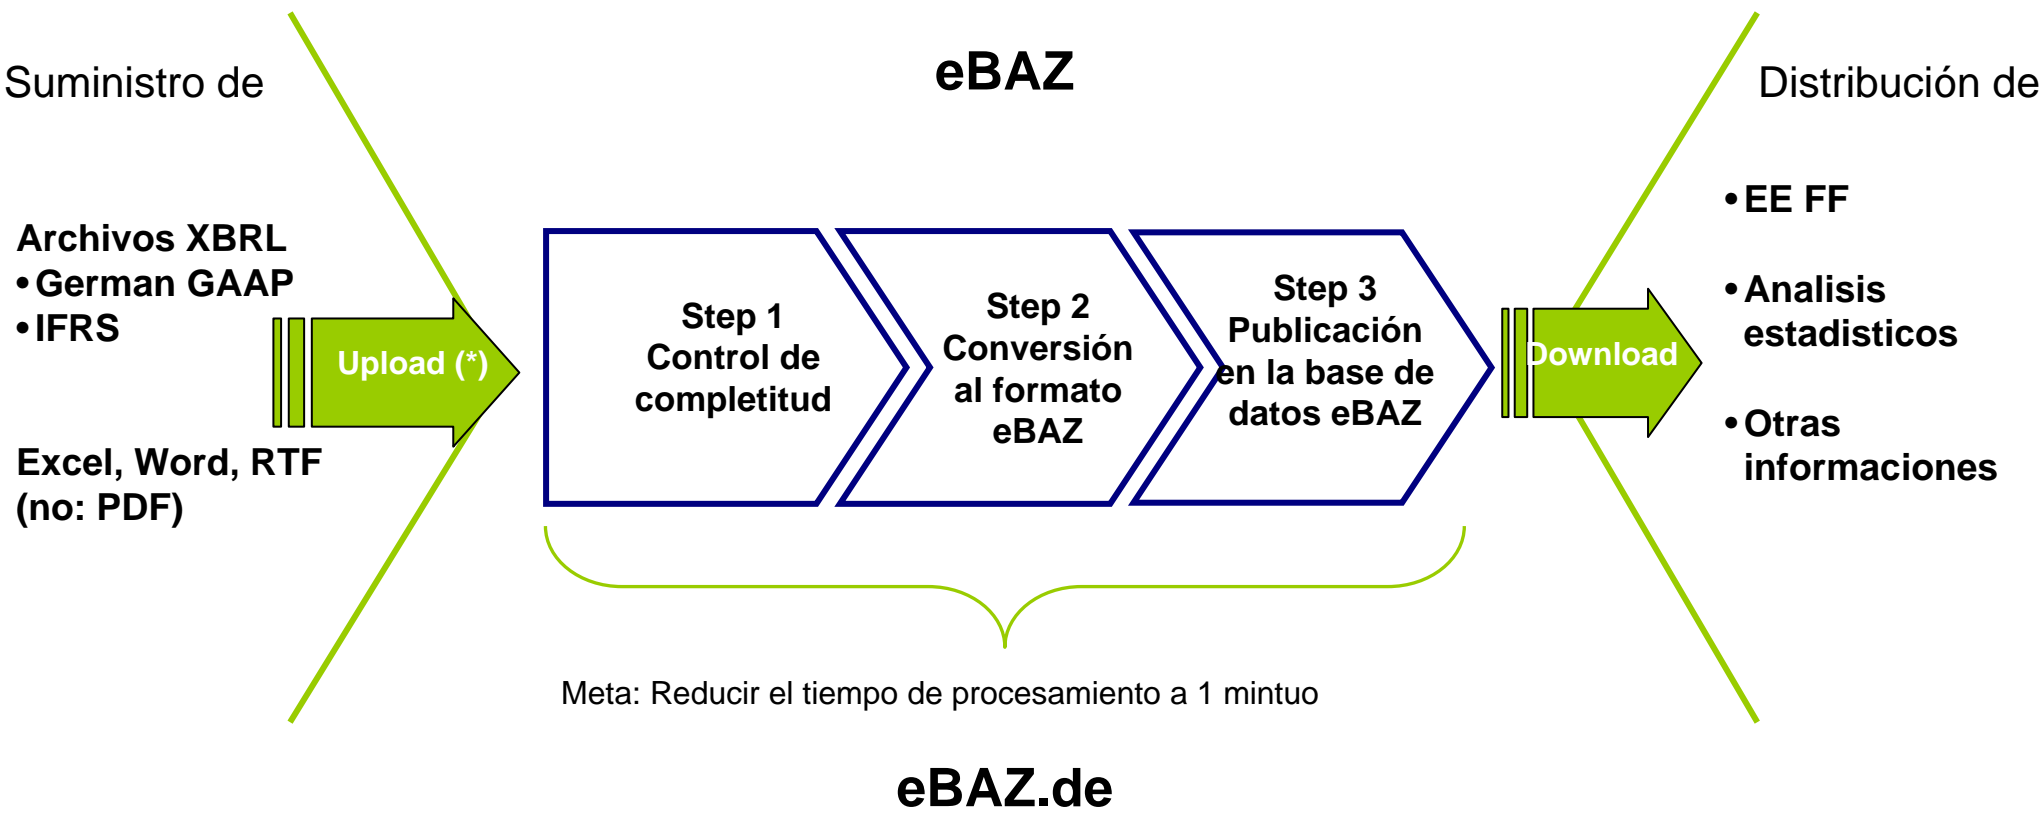 eBAZ
Suministro de
Archivos XBRL
•German GAAP
•IFRS
Excel, Word, RTF
(no: PDF)
Upload (*)
Step 1
Control de
completitud
Step 2
Conversión
al formato
eBAZ
Step 3
Publicación
en la base de
datos eBAZ
Download
Distribución de
•EE FF
•Analisis
estadisticos
•Otras
informaciones
Meta: Reducir el tiempo de procesamiento a 1 mintuo
eBAZ.de